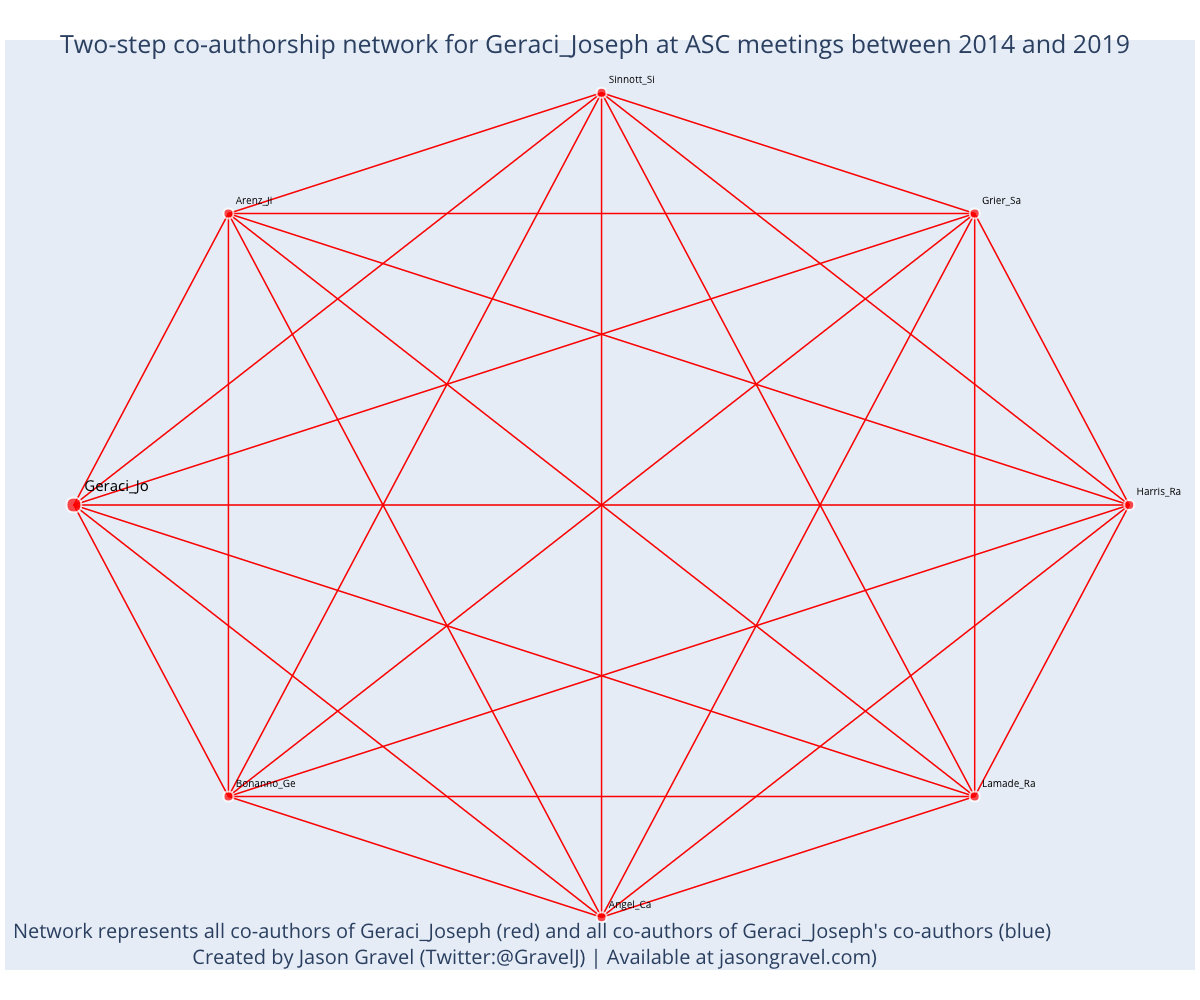 Two-step co-authorship network for Geraci_Joseph at ASC meetings between 2014 and 2019
Sinnott_Si
Arenz_Ji
Grier_Sa
Geraci_Jo
Harris_Ra
Bonanno_Ge
Lamade_Ra
Angel_Ca
Network represents all co-authors of Geraci_Joseph (red) and all co-authors of Geraci_Joseph's co-authors (blue)
Created by Jason Gravel (Twitter:@GravelJ) | Available at jasongravel.com)